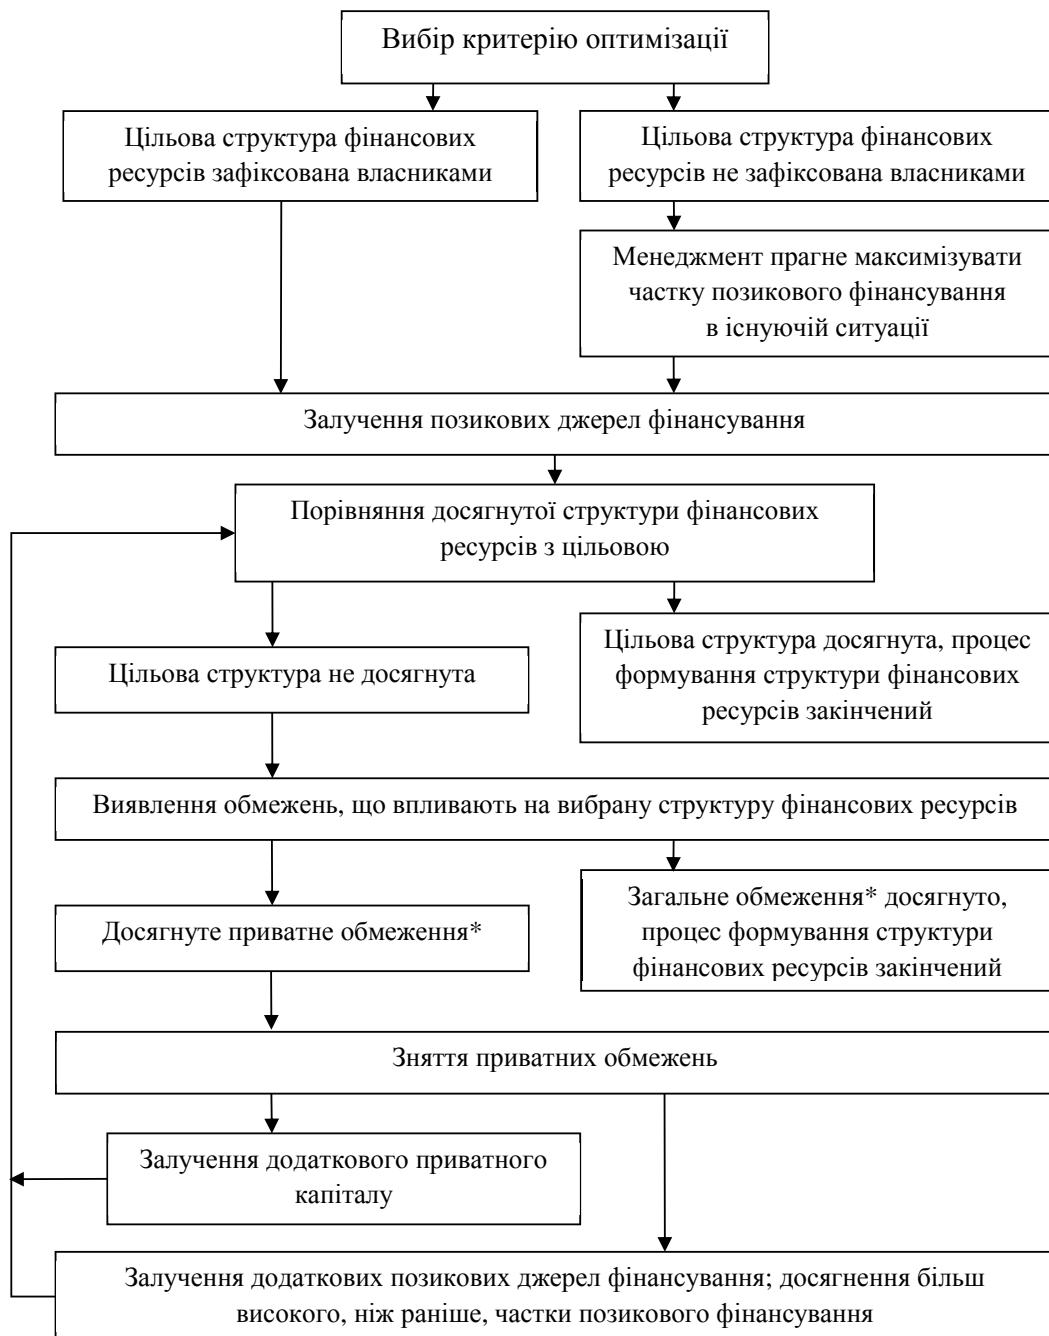 Вибір критерію оптимізації
Цільова структура фінансових
ресурсів зафіксована власниками
Цільова структура фінансових
ресурсів не зафіксована власниками
Менеджмент прагне максимізувати
частку позикового фінансування
в існуючій ситуації
Залучення позикових джерел фінансування
Порівняння досягнутої структури фінансових
ресурсів з цільовою
Цільова структура не досягнута
Цільова структура досягнута, процес
формування структури фінансових
ресурсів закінчений
Виявлення обмежень, що впливають на вибрану структуру фінансових ресурсів
Досягнуте приватне обмеження*
Загальне обмеження* досягнуто,
процес формування структури
фінансових ресурсів закінчений
Зняття приватних обмежень
Залучення додаткового приватного
капіталу
Залучення додаткових позикових джерел фінансування; досягнення більш
високого, ніж раніше, частки позикового фінансування